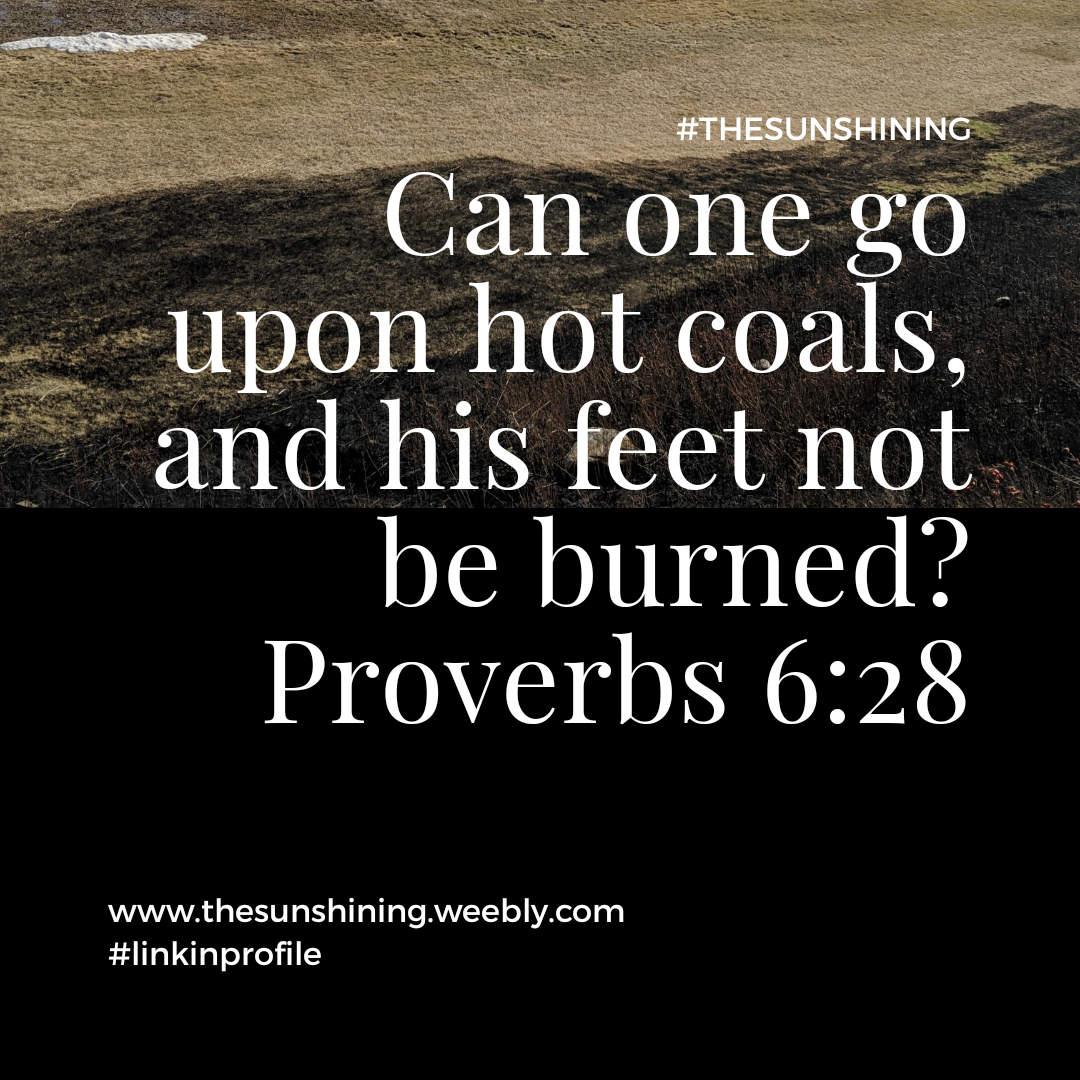 #THESUNSHINING
Can one go
upon hot coals,
and his feet not
be burned?
Proverbs 6:28
www.thesunshining.weebly.com
#linkinprofile